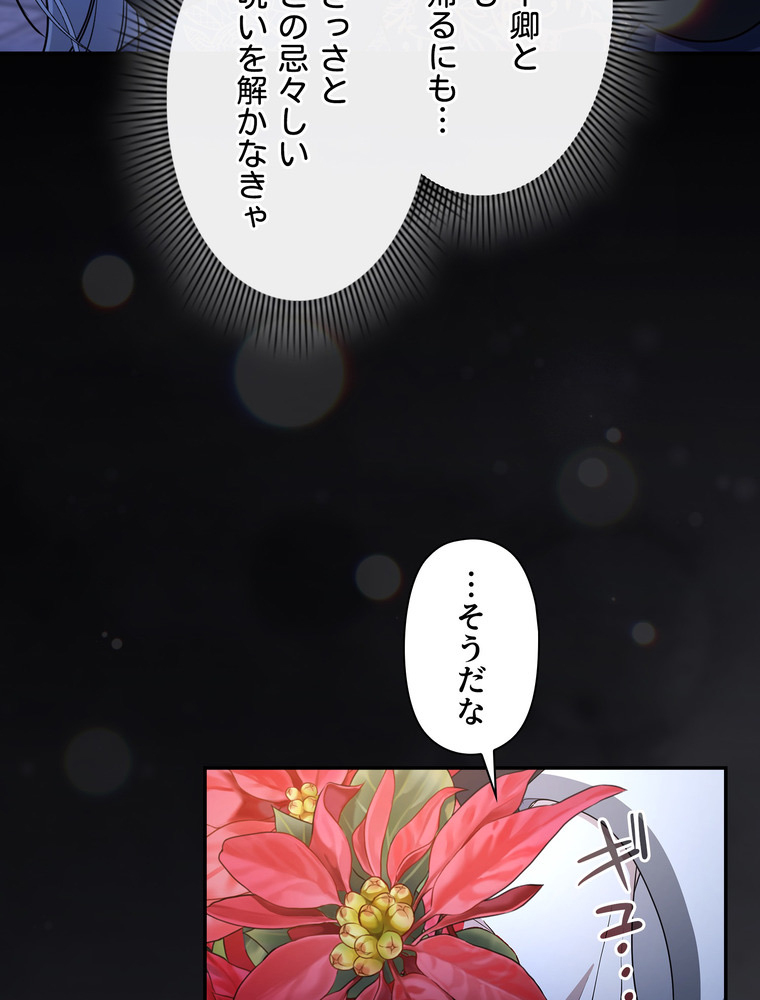 卿と
帰るにも…
さっさと
この忌々しい
呪いを解かなきゃ
…そうだな
ギュ…